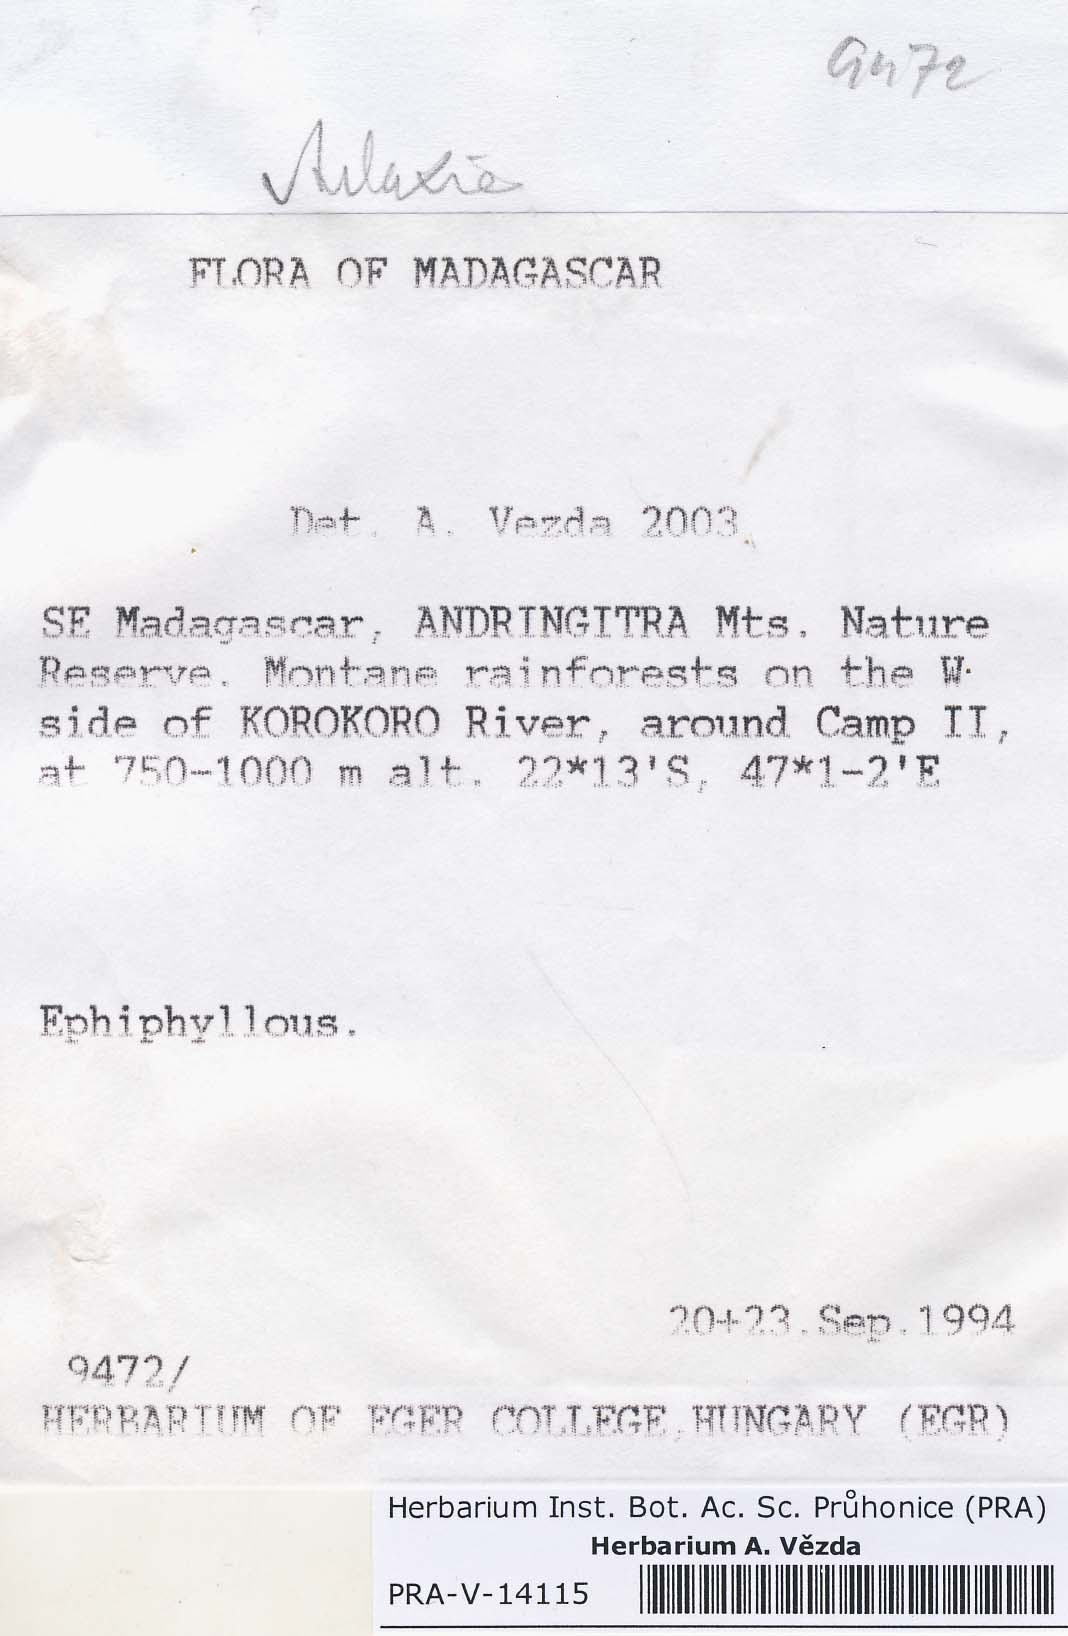 9472
FLORA OF MADAGASCAR
Det. A. Vezda 2003
SE Madagascar, ANDRINGITRA Mts. Nature
Reserve. Montane rainforests on the W
side of KOROKORO River, around Camp II,
at 750-1000 m alt. 22*13'S, 47*1-2'E
Ephiphyllous.
20+23.Sep.1994
9472/
HERBARIUM OF EGER COLLEGE,HUNGARY (EGR)
Herbarium Inst. Bot. Ac. Sc. Průhonice (PRA)
Herbarium A. Vězda
PRA-V-14115